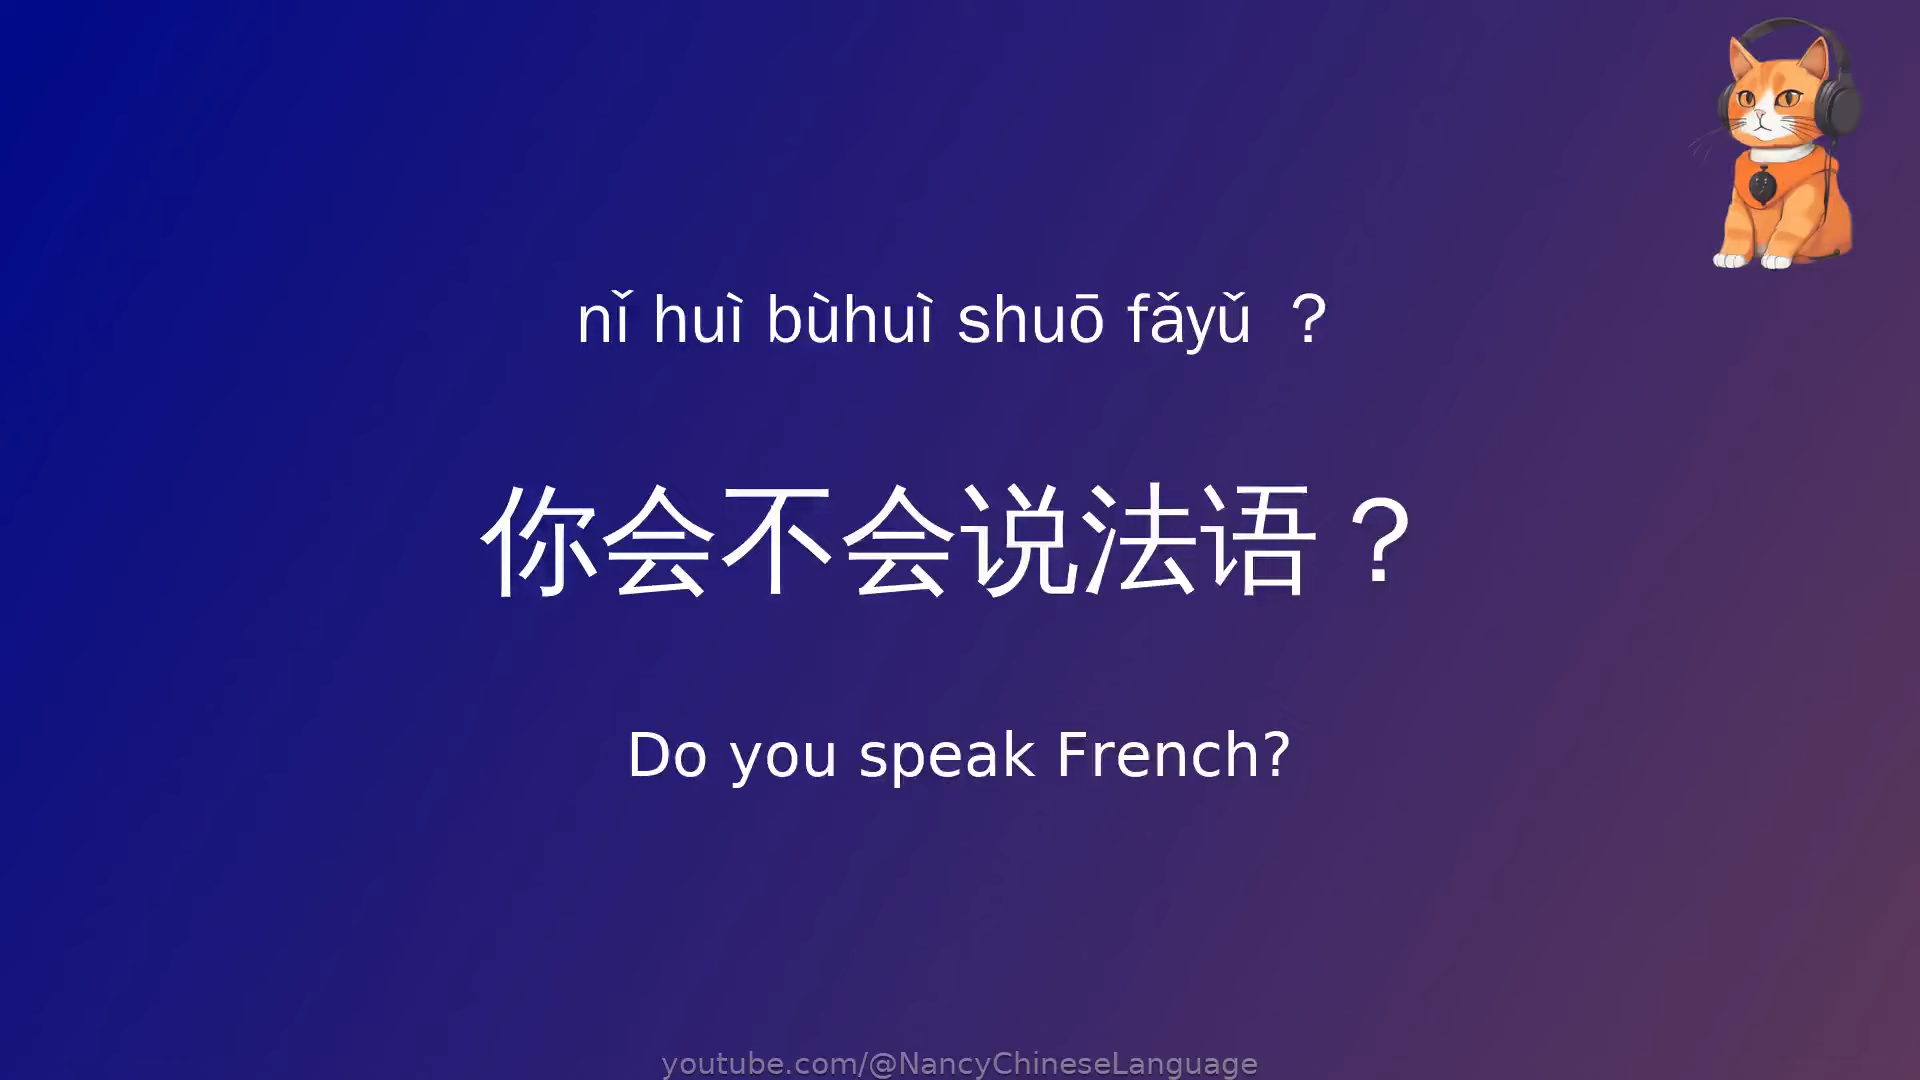 nǐ huì bùhuì shuō fǎyǔ ？
你会不会说法语？
Do you speak French?
youtube.com/@NancyChineseLanguage